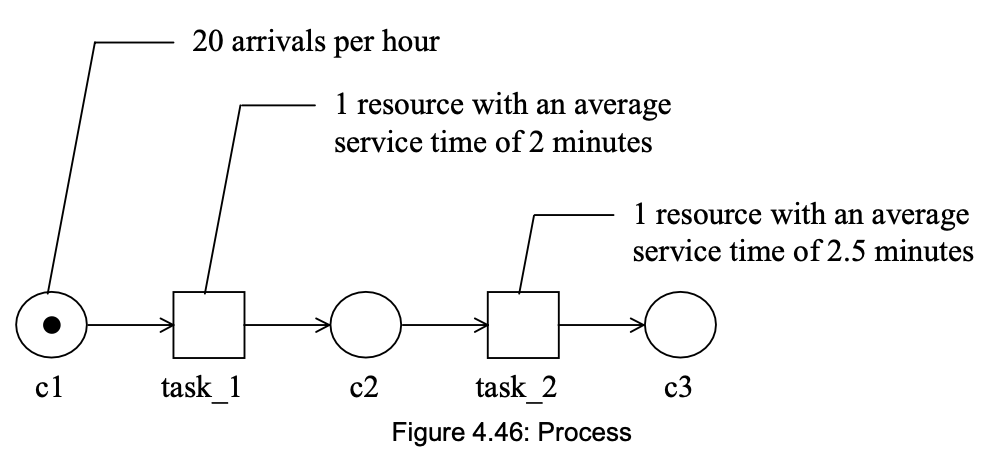 20 arrivals per hour
1 resource with an average
service time of 2 minutes
1 resource with an average
service time of 2.5 minutes
c1
task_1
c2
task_2
c3
Figure 4.46: Process